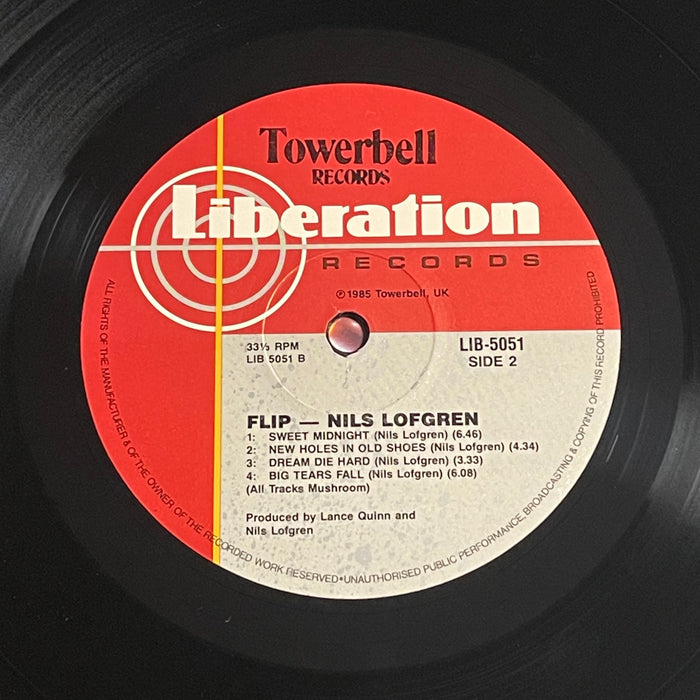 Towerbell
RECORDS
Liberation
RECORDS
℗1985 Towerbell, UK
33⅓ RPM
LIB 5051 B
LIB-5051
SIDE 2
FLIP — NILS LOFGREN
1: SWEET MIDNIGHT (Nils Lofgren) (6.46)
2: NEW HOLES IN OLD SHOES (Nils Lofgren) (4.34)
3: DREAM DIE HARD (Nils Lofgren) (3.33)
4: BIG TEARS FALL (Nils Lofgren) (6.08)
(All Tracks Mushroom)
Produced by Lance Quinn and
Nils Lofgren
ALL RIGHTS OF THE MANUFACTURER & OF THE OWNER OF THE RECORDED WORK RESERVED•UNAUTHORISED PUBLIC PERFORMANCE, BROADCASTING & COPYING OF THIS RECORD PROHIBITED